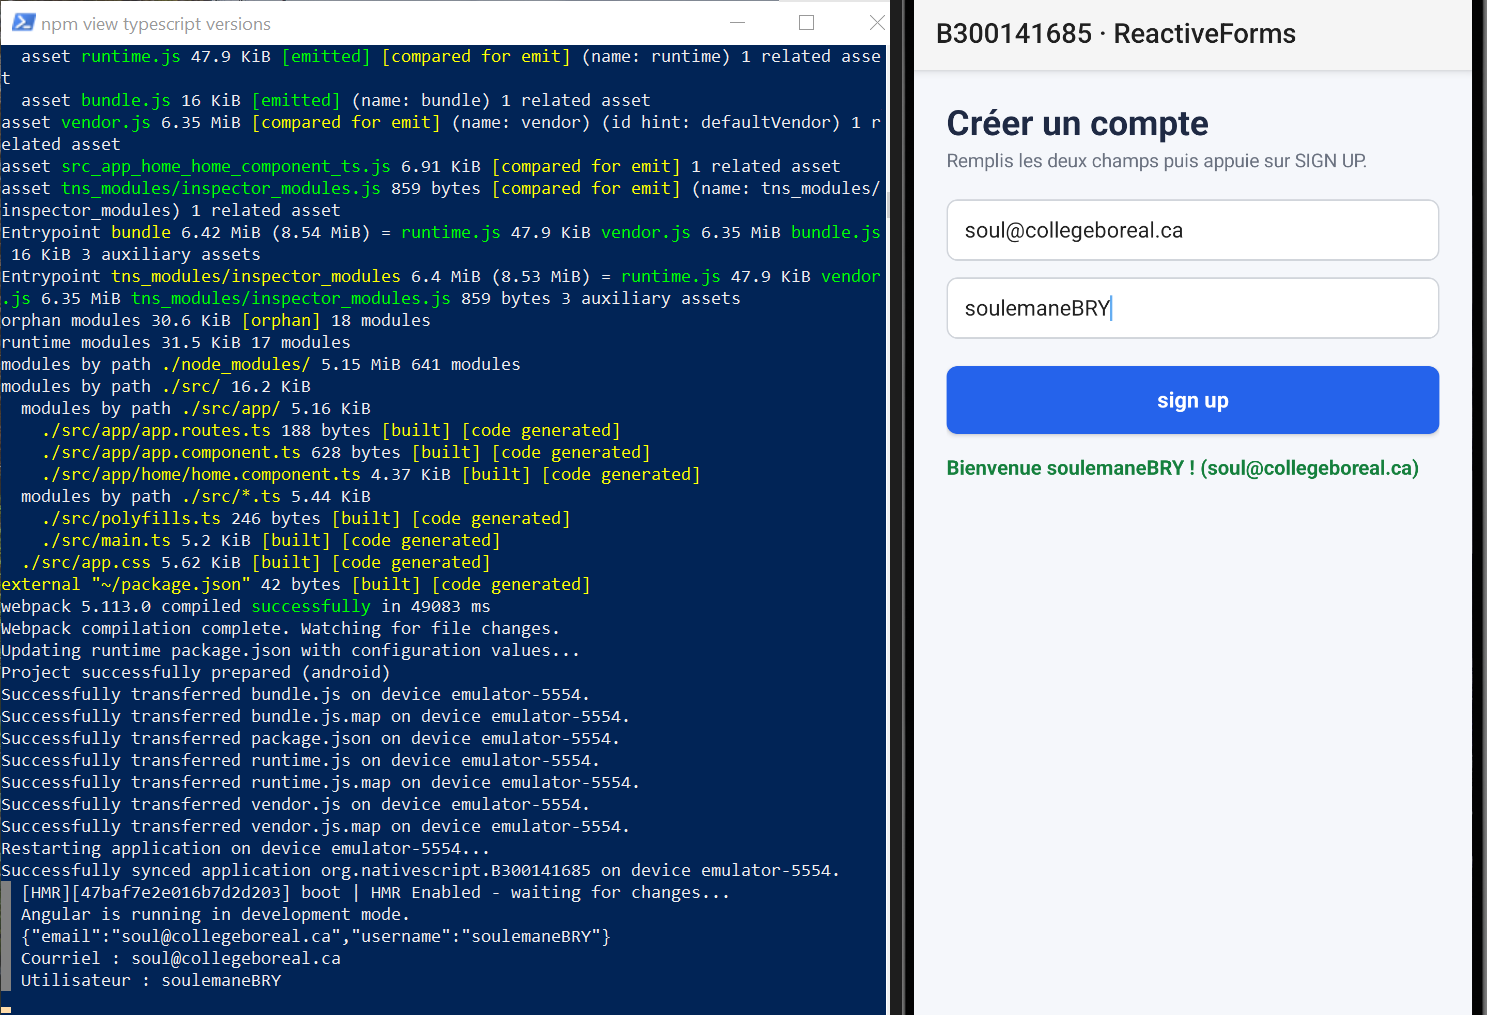 npm view typescript versions
  asset runtime.js 47.9 KiB [emitted] [compared for emit] (name: runtime) 1 related asse
t
  asset bundle.js 16 KiB [emitted] (name: bundle) 1 related asset
asset vendor.js 6.35 MiB [compared for emit] (name: vendor) (id hint: defaultVendor) 1 r
elated asset
asset src_app_home_home_component_ts.js 6.91 KiB [compared for emit] 1 related asset
asset tns_modules/inspector_modules.js 859 bytes [compared for emit] (name: tns_modules/
inspector_modules) 1 related asset
Entrypoint bundle 6.42 MiB (8.54 MiB) = runtime.js 47.9 KiB vendor.js 6.35 MiB bundle.js
 16 KiB 3 auxiliary assets
Entrypoint tns_modules/inspector_modules 6.4 MiB (8.53 MiB) = runtime.js 47.9 KiB vendor
.js 6.35 MiB tns_modules/inspector_modules.js 859 bytes 3 auxiliary assets
orphan modules 30.6 KiB [orphan] 18 modules
runtime modules 31.5 KiB 17 modules
modules by path ./node_modules/ 5.15 MiB 641 modules
modules by path ./src/ 16.2 KiB
  modules by path ./src/app/ 5.16 KiB
    ./src/app/app.routes.ts 188 bytes [built] [code generated]
    ./src/app/app.component.ts 628 bytes [built] [code generated]
    ./src/app/home/home.component.ts 4.37 KiB [built] [code generated]
  modules by path ./src/*.ts 5.44 KiB
    ./src/polyfills.ts 246 bytes [built] [code generated]
    ./src/main.ts 5.2 KiB [built] [code generated]
  ./src/app.css 5.62 KiB [built] [code generated]
external "~/package.json" 42 bytes [built] [code generated]
webpack 5.113.0 compiled successfully in 49083 ms
Webpack compilation complete. Watching for file changes.
Updating runtime package.json with configuration values...
Project successfully prepared (android)
Successfully transferred bundle.js on device emulator-5554.
Successfully transferred bundle.js.map on device emulator-5554.
Successfully transferred package.json on device emulator-5554.
Successfully transferred runtime.js on device emulator-5554.
Successfully transferred runtime.js.map on device emulator-5554.
Successfully transferred vendor.js on device emulator-5554.
Successfully transferred vendor.js.map on device emulator-5554.
Restarting application on device emulator-5554...
Successfully synced application org.nativescript.B300141685 on device emulator-5554.
  [HMR][47baf7e2e016b7d2d203] boot | HMR Enabled - waiting for changes...
  Angular is running in development mode.
  {"email":"soul@collegeboreal.ca","username":"soulemaneBRY"}
  Courriel : soul@collegeboreal.ca
  Utilisateur : soulemaneBRY
B300141685 · ReactiveForms
Créer un compte
Remplis les deux champs puis appuie sur SIGN UP.
soul@collegeboreal.ca
soulemaneBRY
sign up
Bienvenue soulemaneBRY ! (soul@collegeboreal.ca)